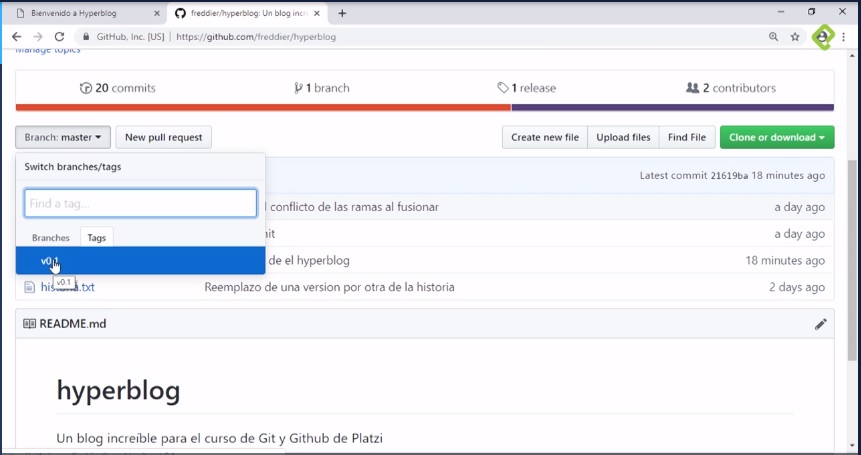 Bienvenido a Hyperblog
freddier/hyperblog: Un blog incre
GitHub, Inc. [US] | https://github.com/freddier/hyperblog
Manage topics
20 commits
1 branch
1 release
2 contributors
Branch: master
New pull request
Create new file
Upload files
Find File
Clone or download
Switch branches/tags
Find a tag...
Branches
Tags
v0.1
v0.1
Latest commit 21619ba 18 minutes ago
l conflicto de las ramas al fusionar
a day ago
a day ago
de el hyperblog
18 minutes ago
historia.txt
Reemplazo de una version por otra de la historia
2 days ago
README.md
hyperblog
Un blog increíble para el curso de Git y Github de Platzi